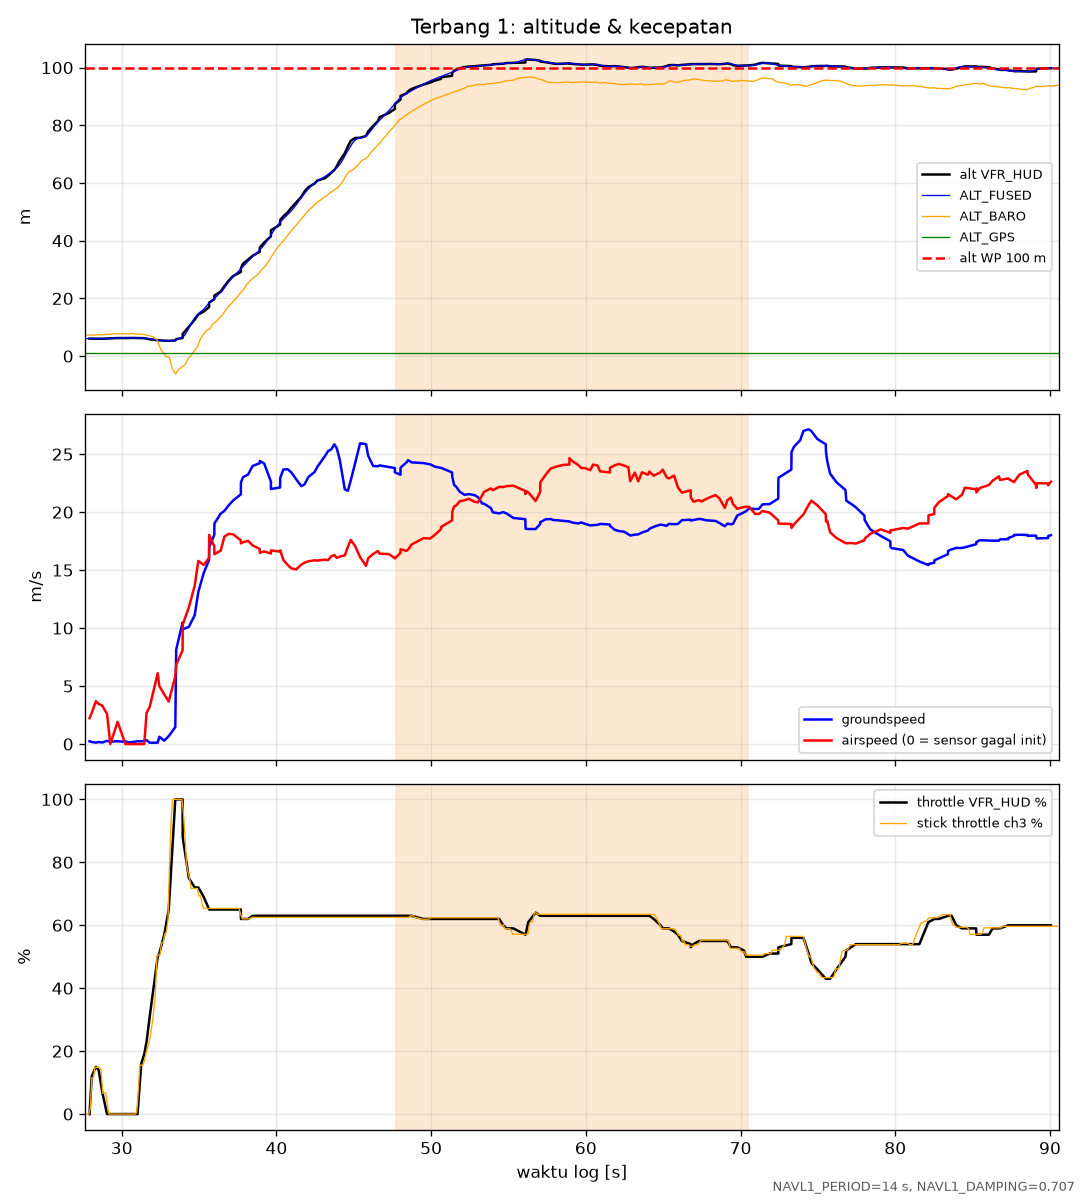 Terbang 1: altitude & kecepatan
100
80
60
40
20
0
m
alt VFR_HUD
ALT_FUSED
ALT_BARO
ALT_GPS
alt WP 100 m
25
20
15
10
5
0
m/s
groundspeed
airspeed (0 = sensor gagal init)
100
80
60
40
20
0
%
throttle VFR_HUD %
stick throttle ch3 %
30 40 50 60 70 80 90
waktu log [s]
NAVL1_PERIOD=14 s, NAVL1_DAMPING=0.707